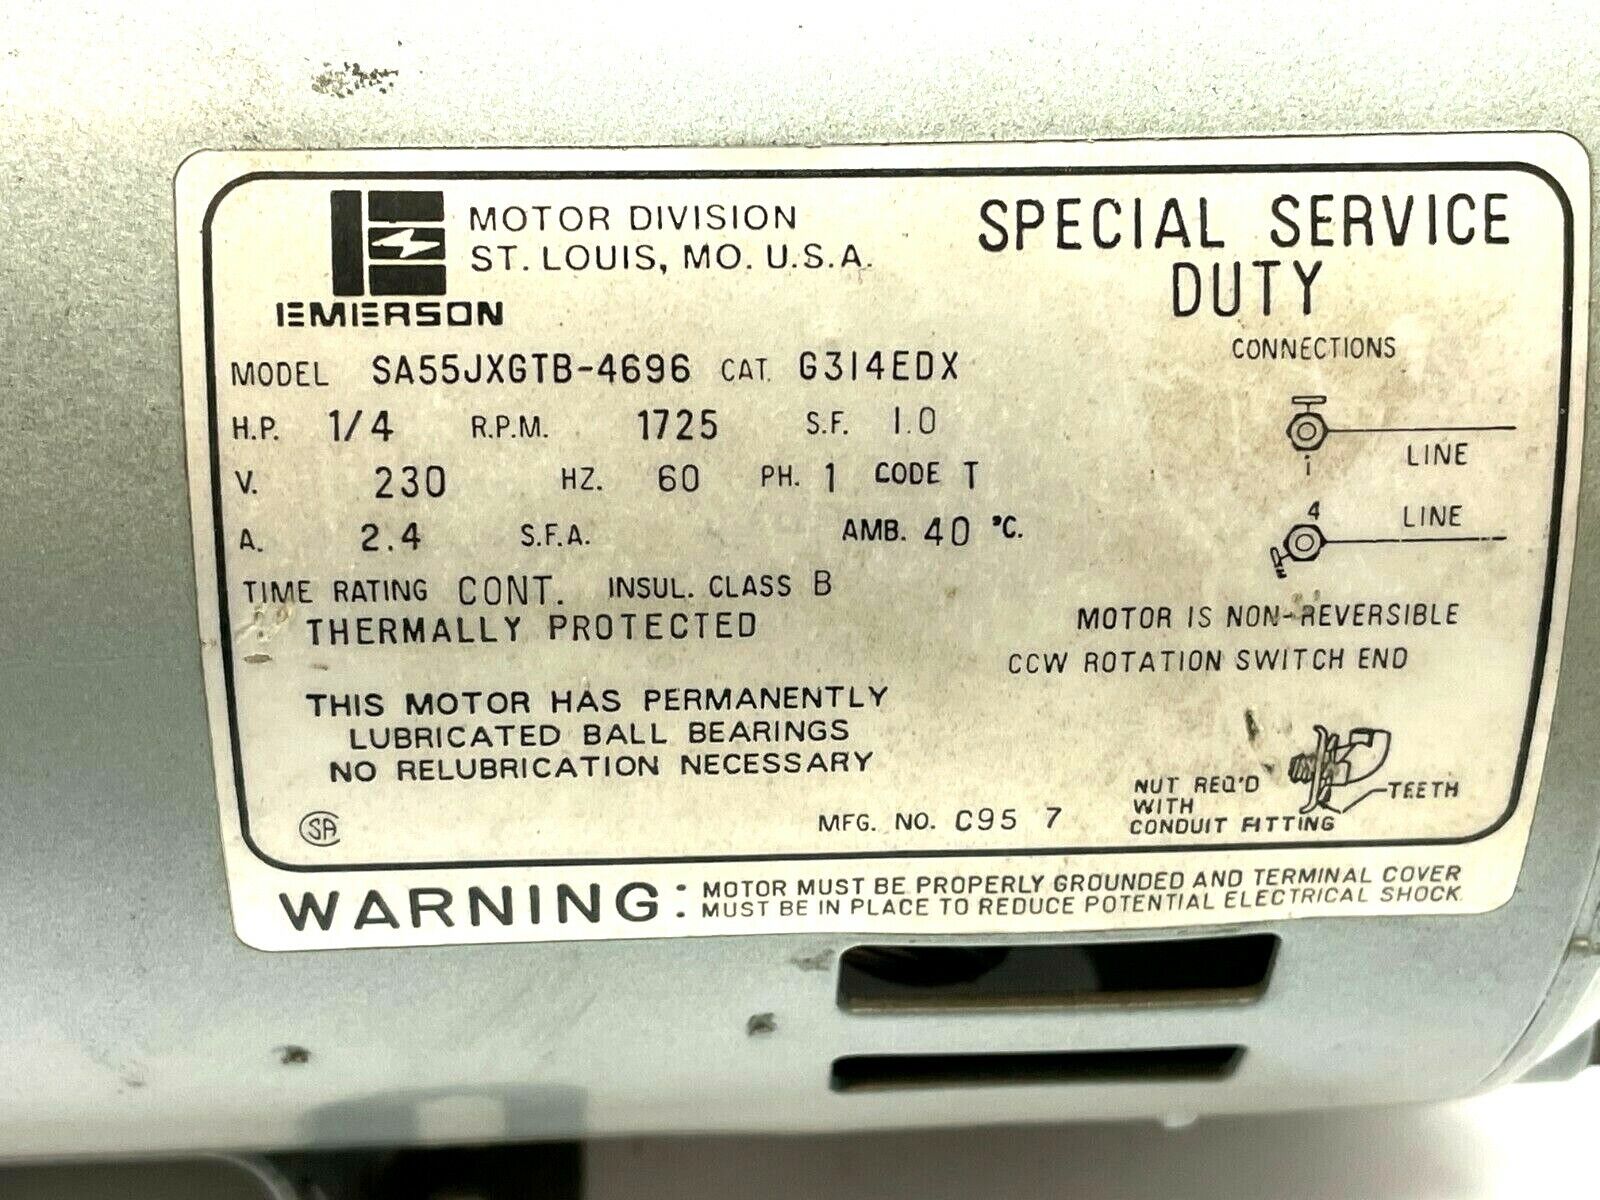 MOTOR DIVISION
ST. LOUIS, MO. U.S.A.
EMERSON
SPECIAL SERVICE
DUTY
MODEL SA55JXGTB-4696 CAT. G314EDX
H.P. 1/4 R.P.M. 1725 S.F. 1.0
V. 230 HZ. 60 PH. 1 CODE T
A. 2.4 S.F.A. AMB. 40 °C.
TIME RATING CONT. INSUL. CLASS B
THERMALLY PROTECTED
THIS MOTOR HAS PERMANENTLY
LUBRICATED BALL BEARINGS
NO RELUBRICATION NECESSARY
SA
MFG. NO. C95 7
CONNECTIONS
1 LINE
4 LINE
MOTOR IS NON-REVERSIBLE
CCW ROTATION SWITCH END
NUT REQ'D
WITH
CONDUIT FITTING
TEETH
WARNING: MOTOR MUST BE PROPERLY GROUNDED AND TERMINAL COVER
MUST BE IN PLACE TO REDUCE POTENTIAL ELECTRICAL SHOCK.